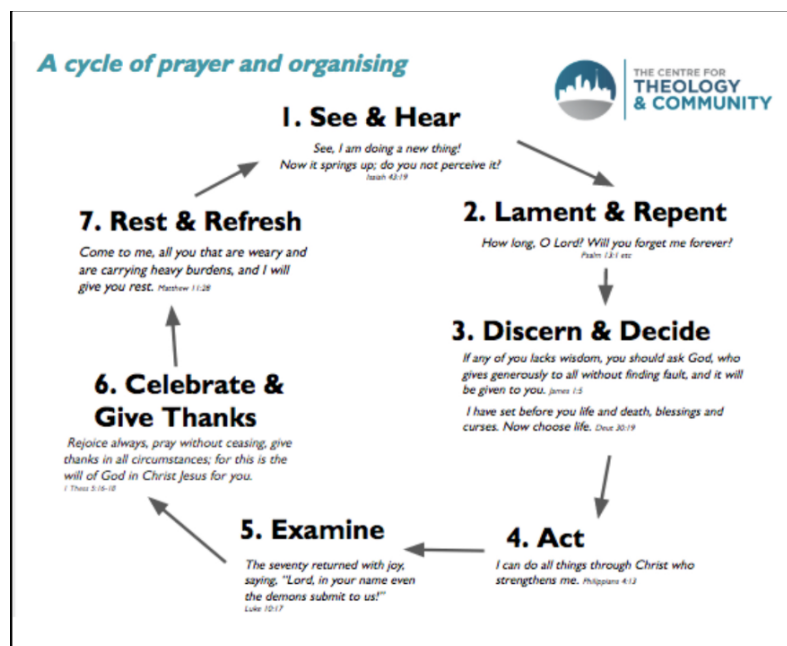 A cycle of prayer and organising
THE CENTRE FOR
THEOLOGY
& COMMUNITY
1. See & Hear
See, I am doing a new thing!
Now it springs up; do you not perceive it?
Isaiah 43:19
2. Lament & Repent
How long, O Lord? Will you forget me forever?
Psalm 13:1 etc
3. Discern & Decide
If any of you lacks wisdom, you should ask God, who
gives generously to all without finding fault, and it will
be given to you. James 1:5
I have set before you life and death, blessings and
curses. Now choose life. Deut 30:19
4. Act
I can do all things through Christ who
strengthens me. Philippians 4:13
5. Examine
The seventy returned with joy,
saying, "Lord, in your name even
the demons submit to us!"
Luke 10:17
6. Celebrate &
Give Thanks
Rejoice always, pray without ceasing, give
thanks in all circumstances; for this is the
will of God in Christ Jesus for you.
1 Thess 5:16-18
7. Rest & Refresh
Come to me, all you that are weary and
are carrying heavy burdens, and I will
give you rest. Matthew 11:28